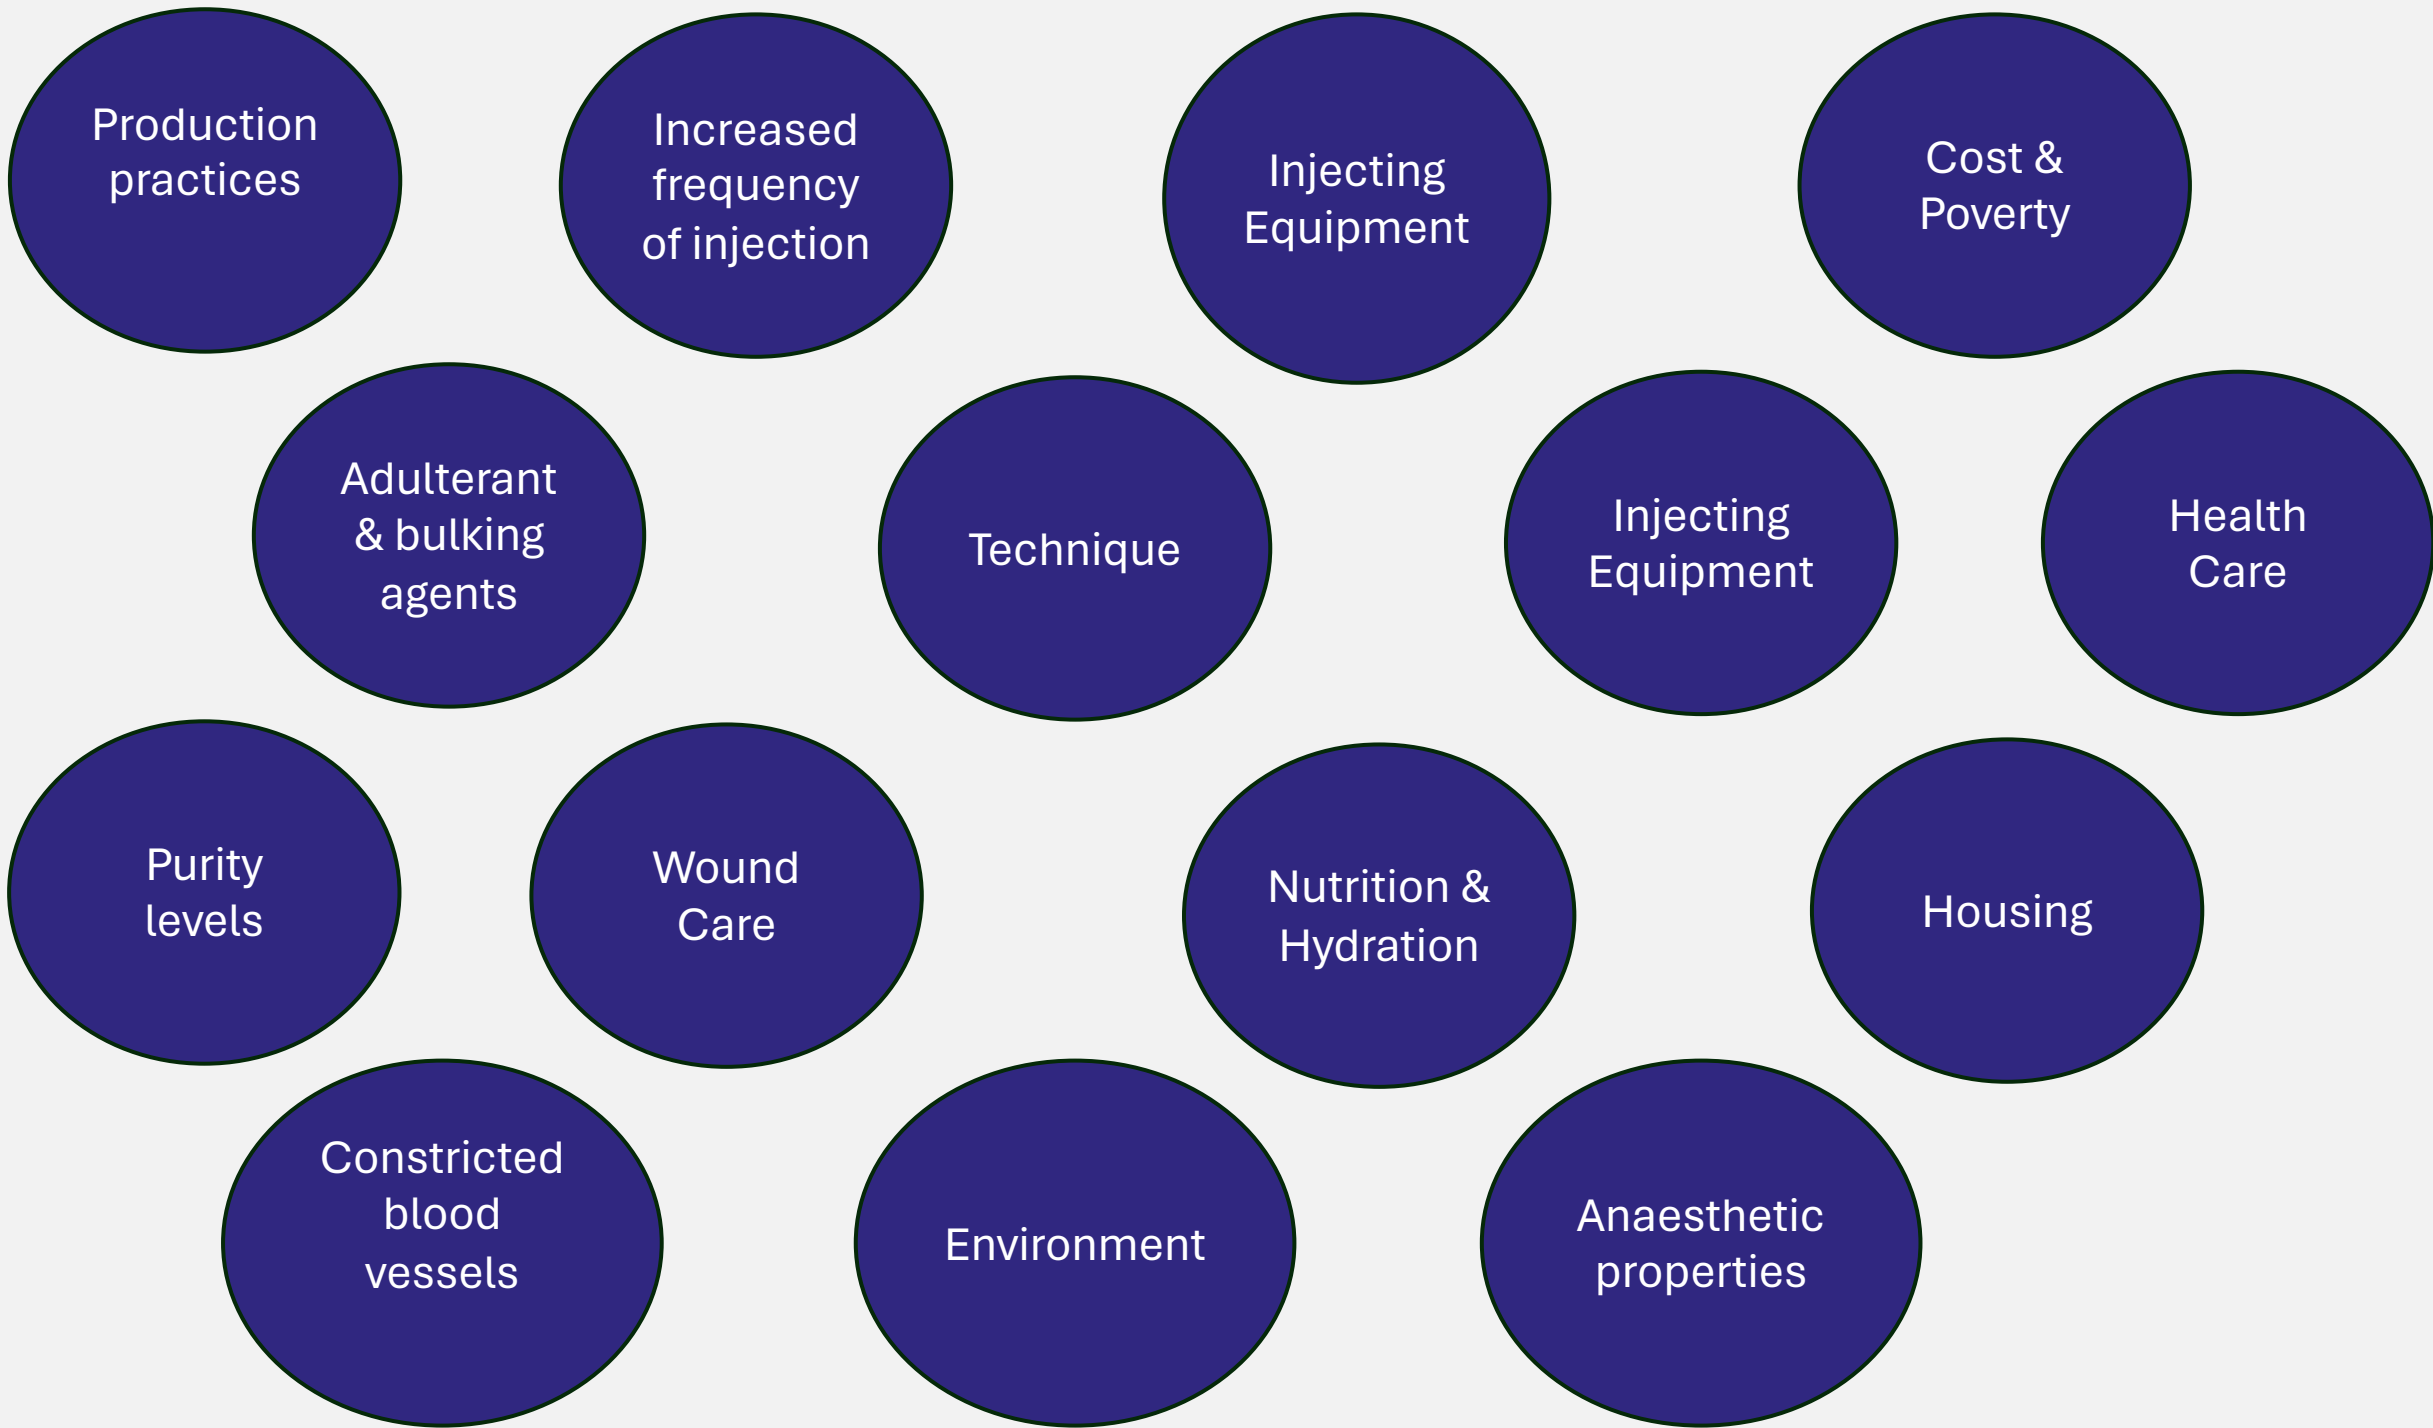 Production
practices
Increased
frequency
of injection
Injecting
Equipment
Cost &
Poverty
Adulterant
& bulking
agents
Technique
Injecting
Equipment
Health
Care
Purity
levels
Wound
Care
Nutrition &
Hydration
Housing
Constricted
blood
vessels
Environment
Anaesthetic
properties